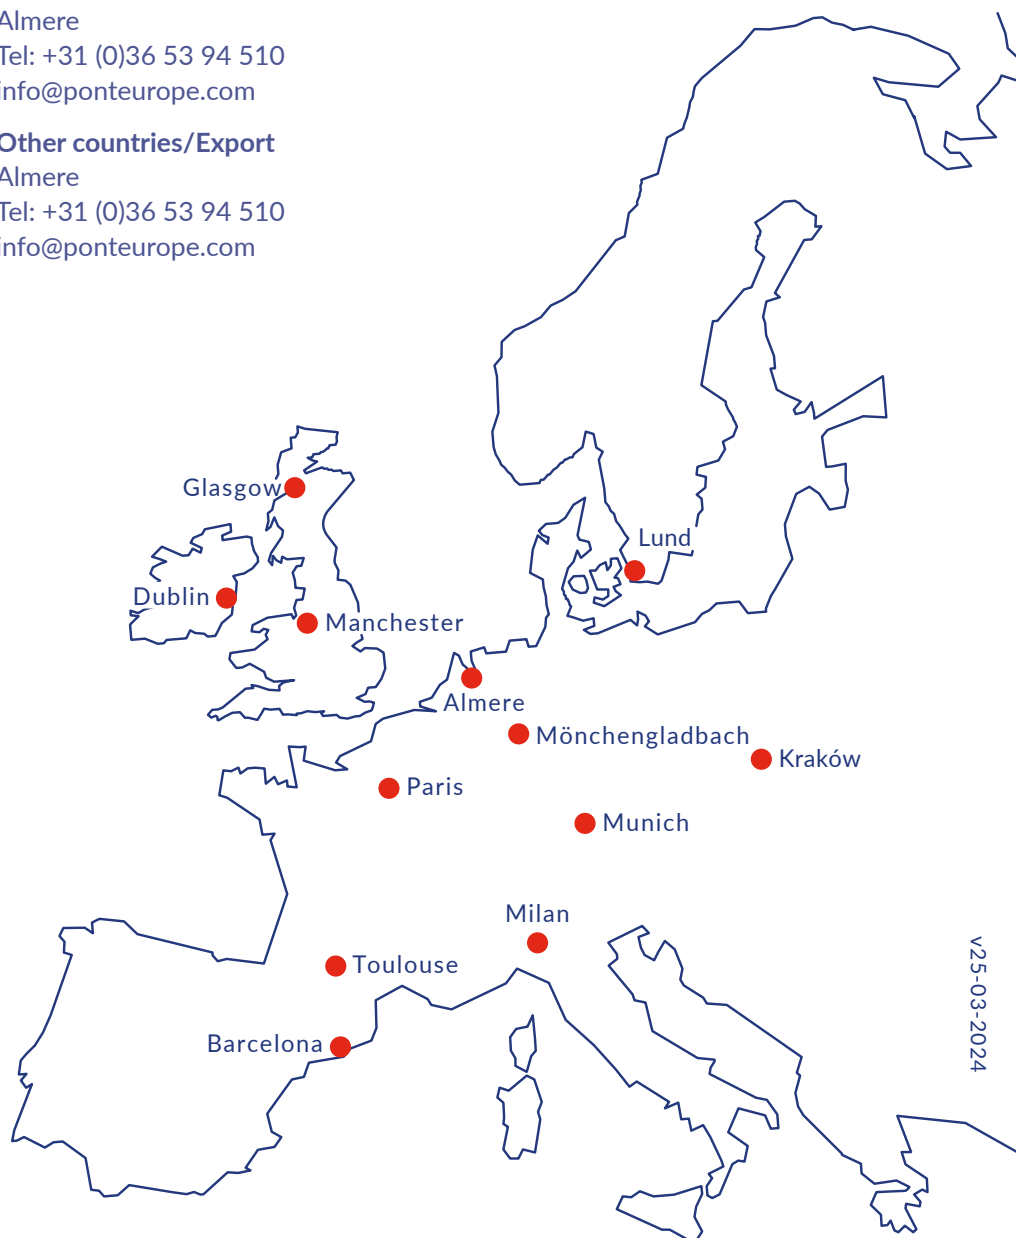 Almere
Tel: +31 (0)36 53 94 510
info@ponteurope.com
Other countries/Export
Almere
Tel: +31 (0)36 53 94 510
info@ponteurope.com
Glasgow
Lund
Dublin
Manchester
Almere
Mönchengladbach
Kraków
Paris
Munich
Milan
Toulouse
Barcelona
v25-03-2024